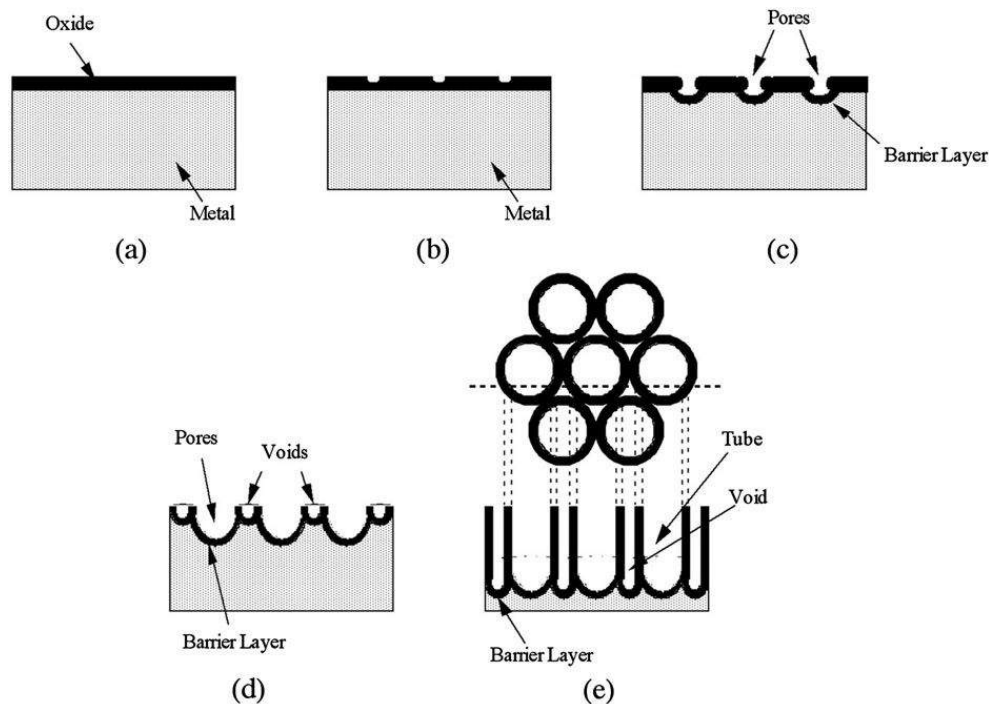 Oxide
Metal
(a)
Metal
(b)
Pores
Barrier Layer
(c)
Pores
Voids
Barrier Layer
(d)
Tube
Void
Barrier Layer
(e)